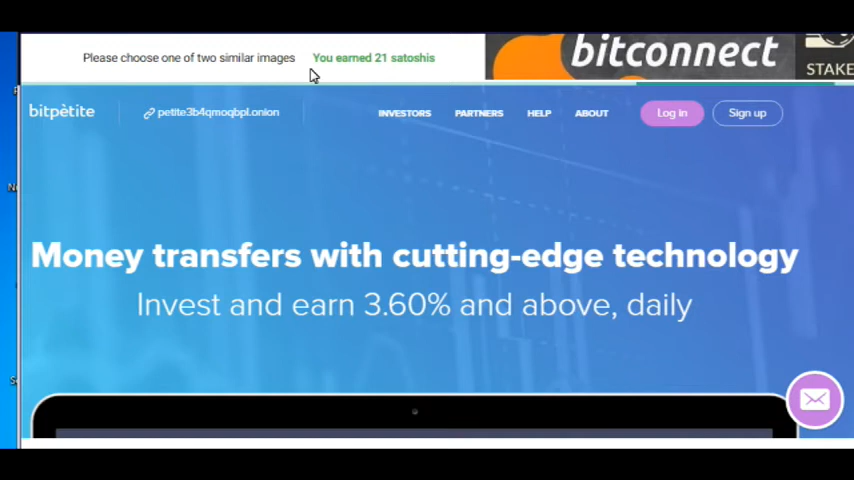 Please choose one of two similar images You earned 21 satoshis
bitconnect
STAKE
bitpètite petite3b4qmoqbpl.onion INVESTORS PARTNERS HELP ABOUT Log in Sign up
Money transfers with cutting-edge technology
Invest and earn 3.60% and above, daily